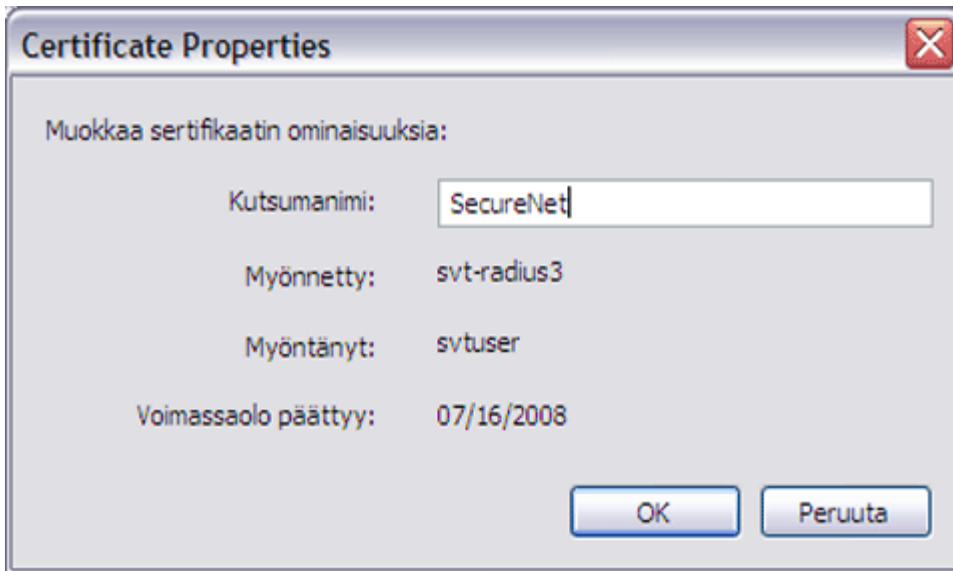 Certificate Properties
Muokkaa sertifikaatin ominaisuuksia:
Kutsumanimi: SecureNet
Myönnetty: svt-radius3
Myöntänyt: svtuser
Voimassaolo päättyy: 07/16/2008
OK Peruuta